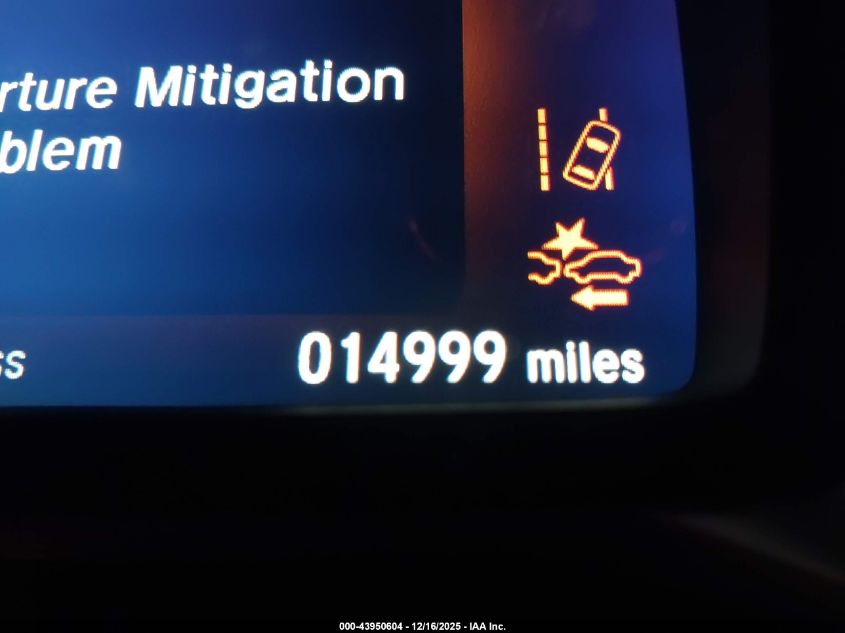 rture Mitigation
blem
ss
014999 miles
000-43950604 - 12/16/2025 - IAA Inc.